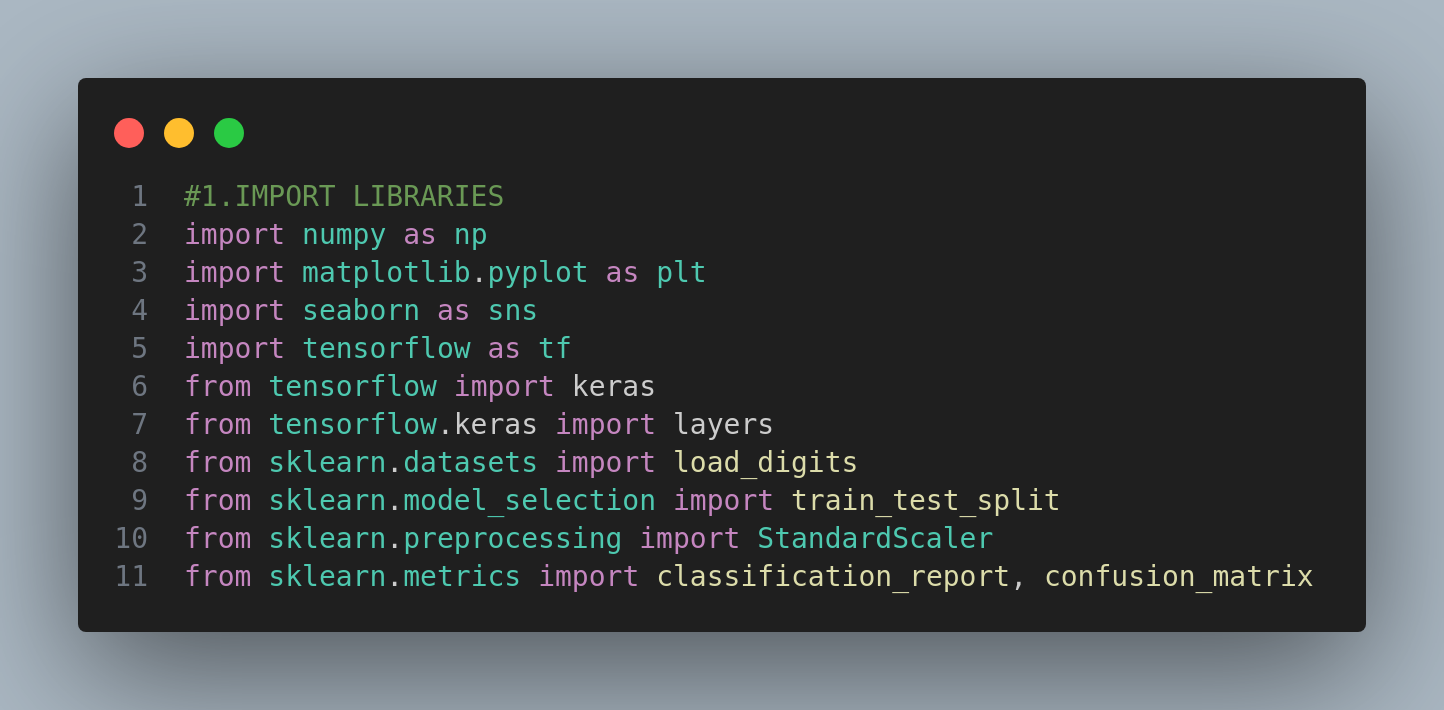 1 #1.IMPORT LIBRARIES
2 import numpy as np
3 import matplotlib.pyplot as plt
4 import seaborn as sns
5 import tensorflow as tf
6 from tensorflow import keras
7 from tensorflow.keras import layers
8 from sklearn.datasets import load_digits
9 from sklearn.model_selection import train_test_split
10 from sklearn.preprocessing import StandardScaler
11 from sklearn.metrics import classification_report, confusion_matrix